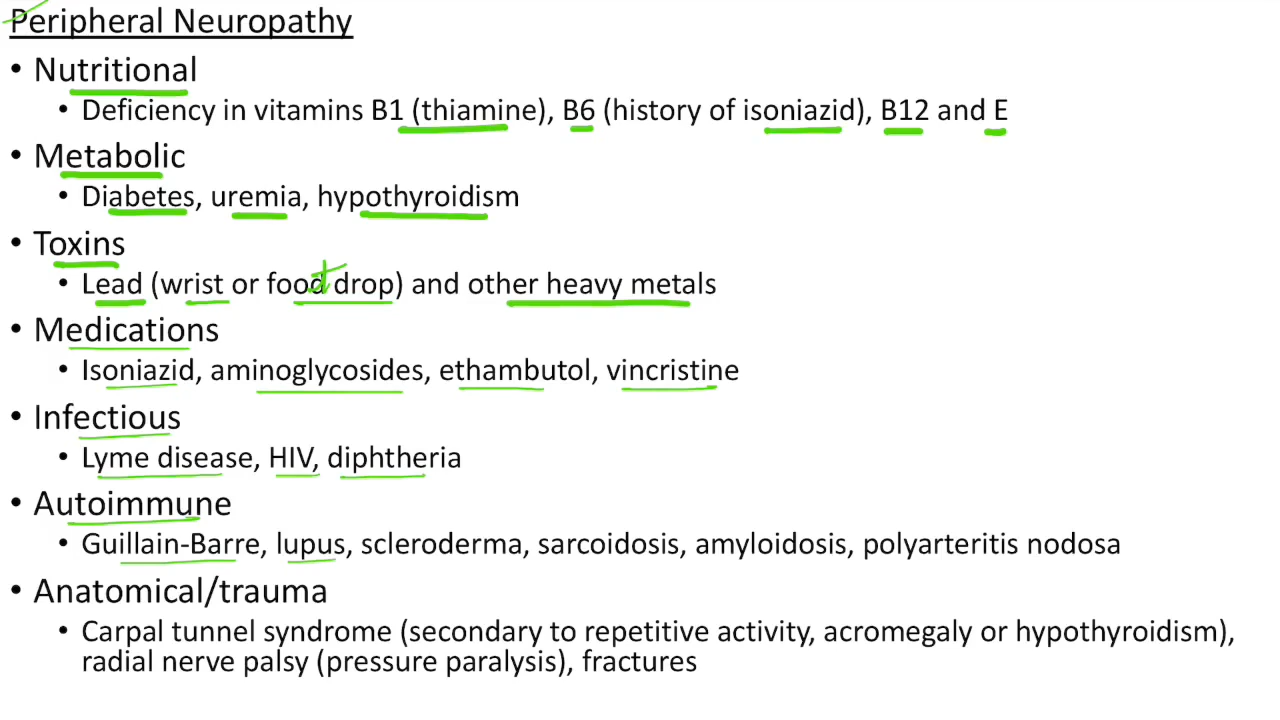 Peripheral Neuropathy
• Nutritional
• Deficiency in vitamins B1 (thiamine), B6 (history of isoniazid), B12 and E
• Metabolic
• Diabetes, uremia, hypothyroidism
• Toxins
• Lead (wrist or food drop) and other heavy metals
• Medications
• Isoniazid, aminoglycosides, ethambutol, vincristine
• Infectious
• Lyme disease, HIV, diphtheria
• Autoimmune
• Guillain-Barre, lupus, scleroderma, sarcoidosis, amyloidosis, polyarteritis nodosa
• Anatomical/trauma
• Carpal tunnel syndrome (secondary to repetitive activity, acromegaly or hypothyroidism),
radial nerve palsy (pressure paralysis), fractures